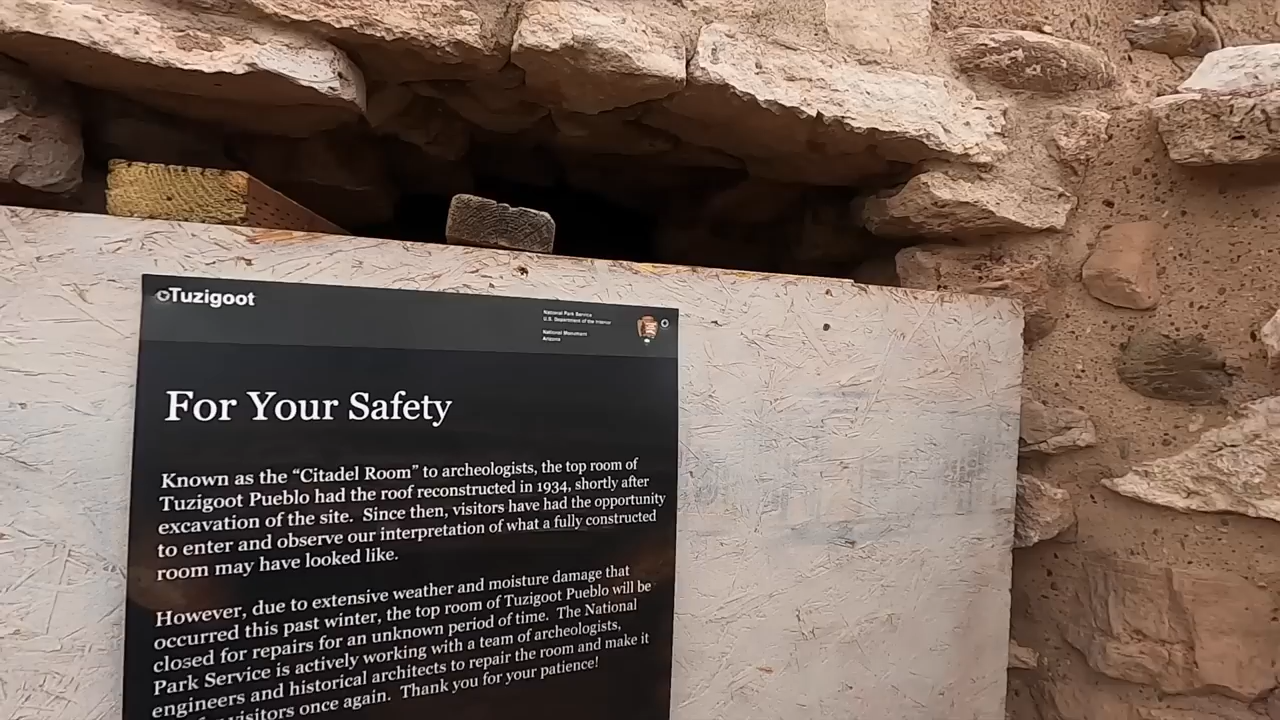 Tuzigoot
National Park Service
U.S. Department of the Interior
National Monument
Arizona
For Your Safety
Known as the “Citadel Room” to archeologists, the top room of
Tuzigoot Pueblo had the roof reconstructed in 1934, shortly after
excavation of the site. Since then, visitors have had the opportunity
to enter and observe our interpretation of what a fully constructed
room may have looked like.
However, due to extensive weather and moisture damage that
occurred this past winter, the top room of Tuzigoot Pueblo will be
closed for repairs for an unknown period of time. The National
Park Service is actively working with a team of archeologists,
engineers and historical architects to repair the room and make it
visitors once again. Thank you for your patience!